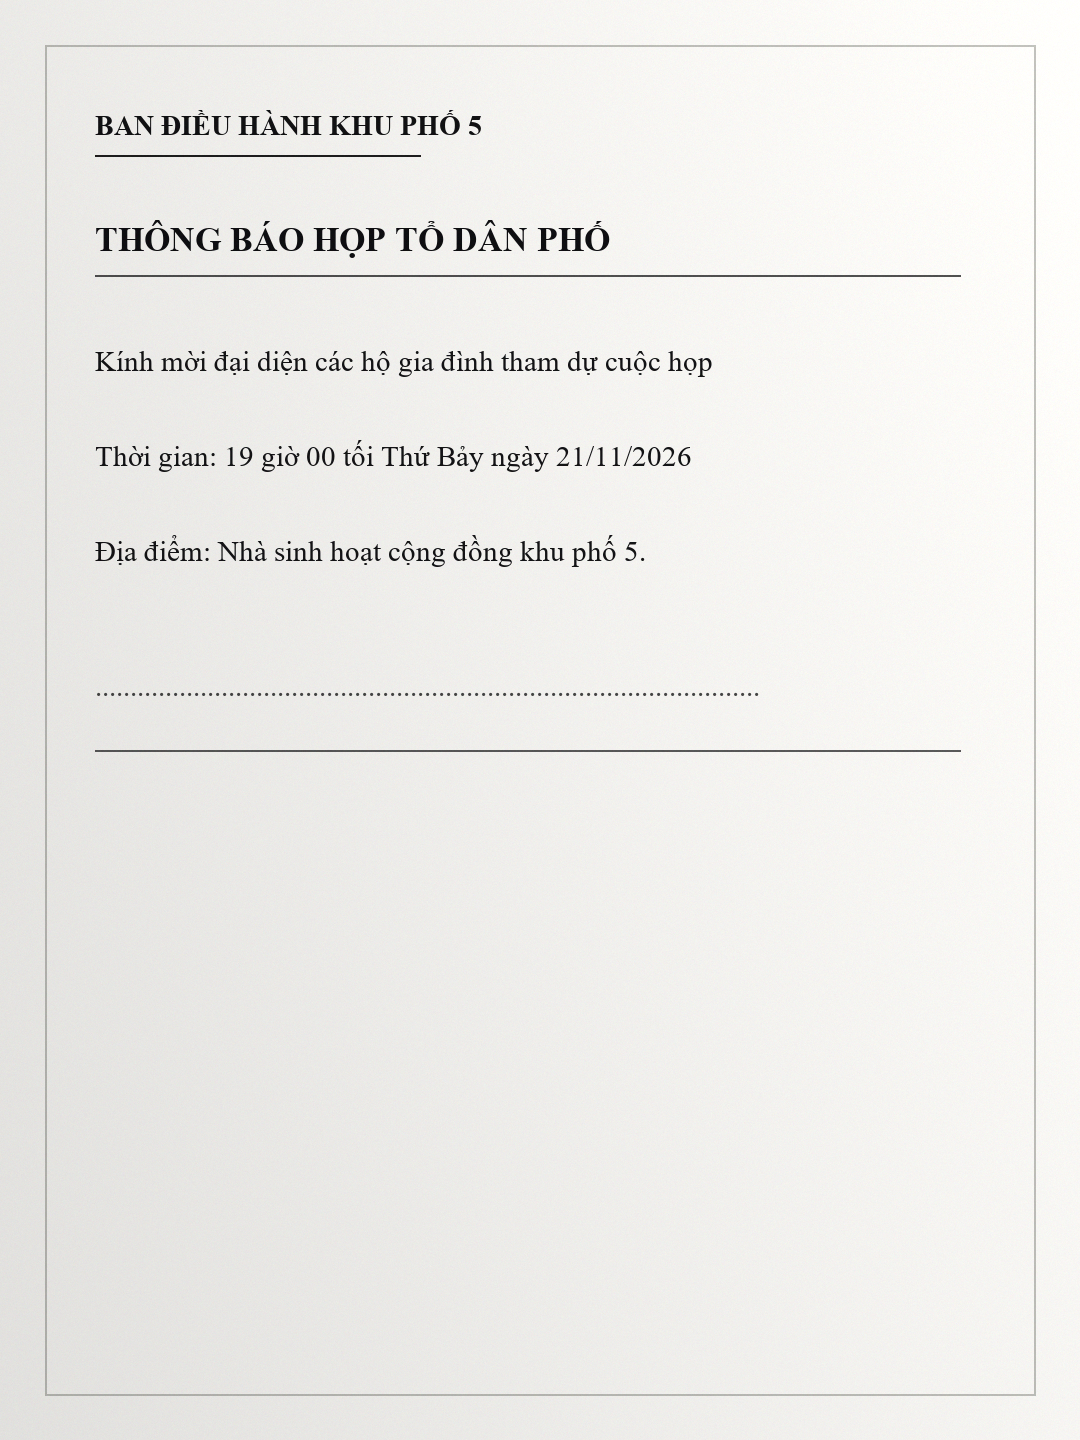 BAN ĐIỀU HÀNH KHU PHỐ 5
THÔNG BÁO HỌP TỔ DÂN PHỐ
Kính mời đại diện các hộ gia đình tham dự cuộc họp
Thời gian: 19 giờ 00 tối Thứ Bảy ngày 21/11/2026
Địa điểm: Nhà sinh hoạt cộng đồng khu phố 5.
...............................................................................................